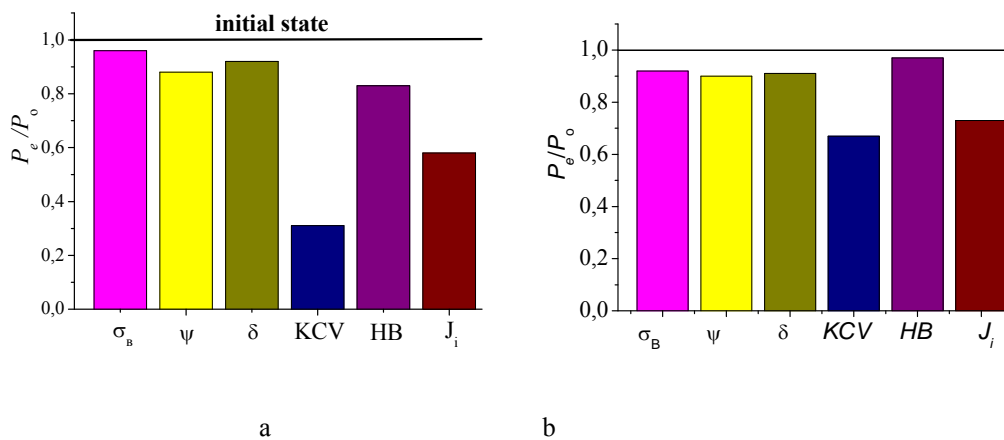 initial state
1,0
0,8
0,6
0,4
0,2
0,0
P_e/P_o
σ_в ψ δ KCV HB J_i
a
1,0
0,8
0,6
0,4
0,2
0,0
P_e/P_o
σ_B ψ δ KCV HB J_i
b